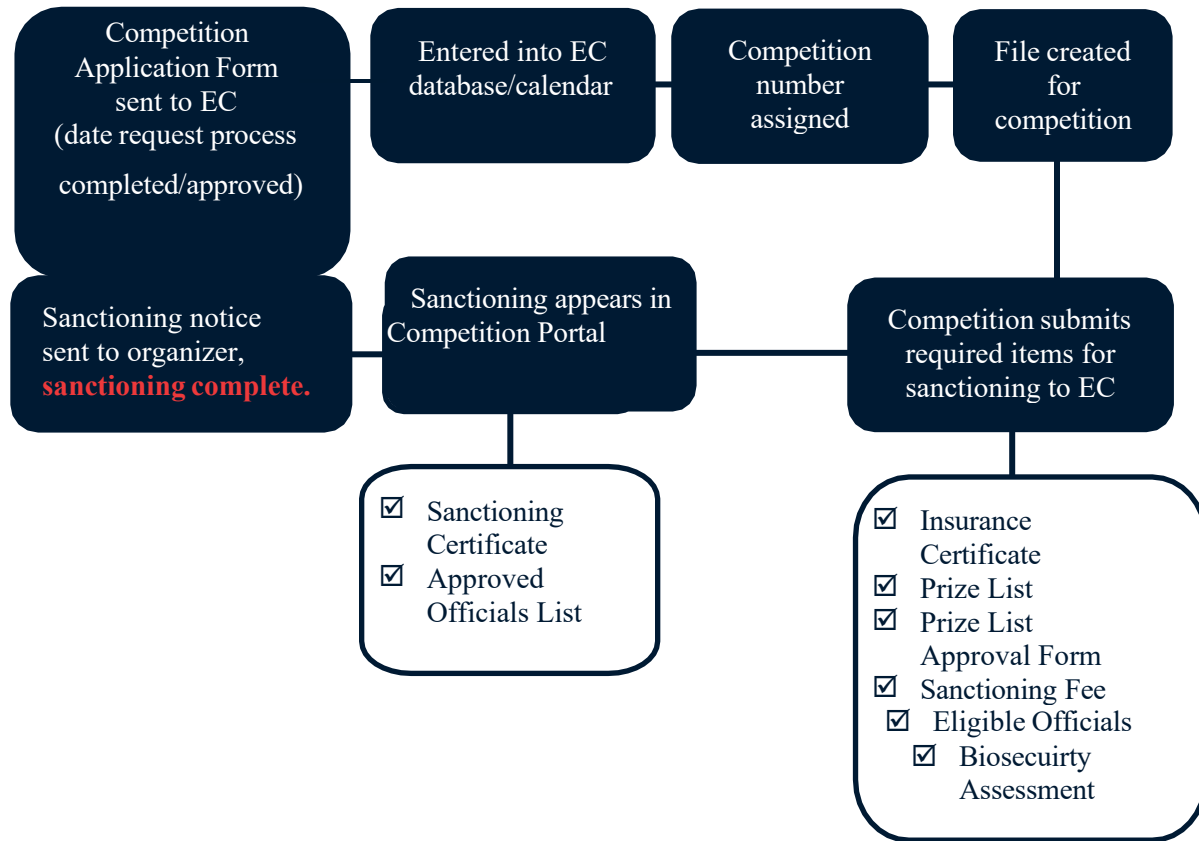 Competition
Application Form
sent to EC
(date request process
completed/approved)
Entered into EC
database/calendar
Competition
number
assigned
File created
for
competition
Sanctioning notice
sent to organizer,
sanctioning complete.
Sanctioning appears in
Competition Portal
Competition submits
required items for
sanctioning to EC
☑ Sanctioning
Certificate
☑ Approved
Officials List
☑ Insurance
Certificate
☑ Prize List
☑ Prize List
Approval Form
☑ Sanctioning Fee
☑ Eligible Officials
☑ Biosecuirty
Assessment